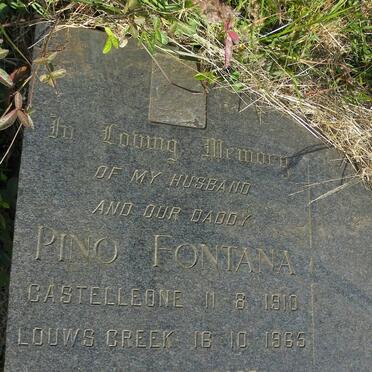 In Loving Memory
OF MY HUSBAND
AND OUR DADDY
PINO FONTANA
CASTELLEONE 11 8 1910
LOUWS CREEK 16 10 1965